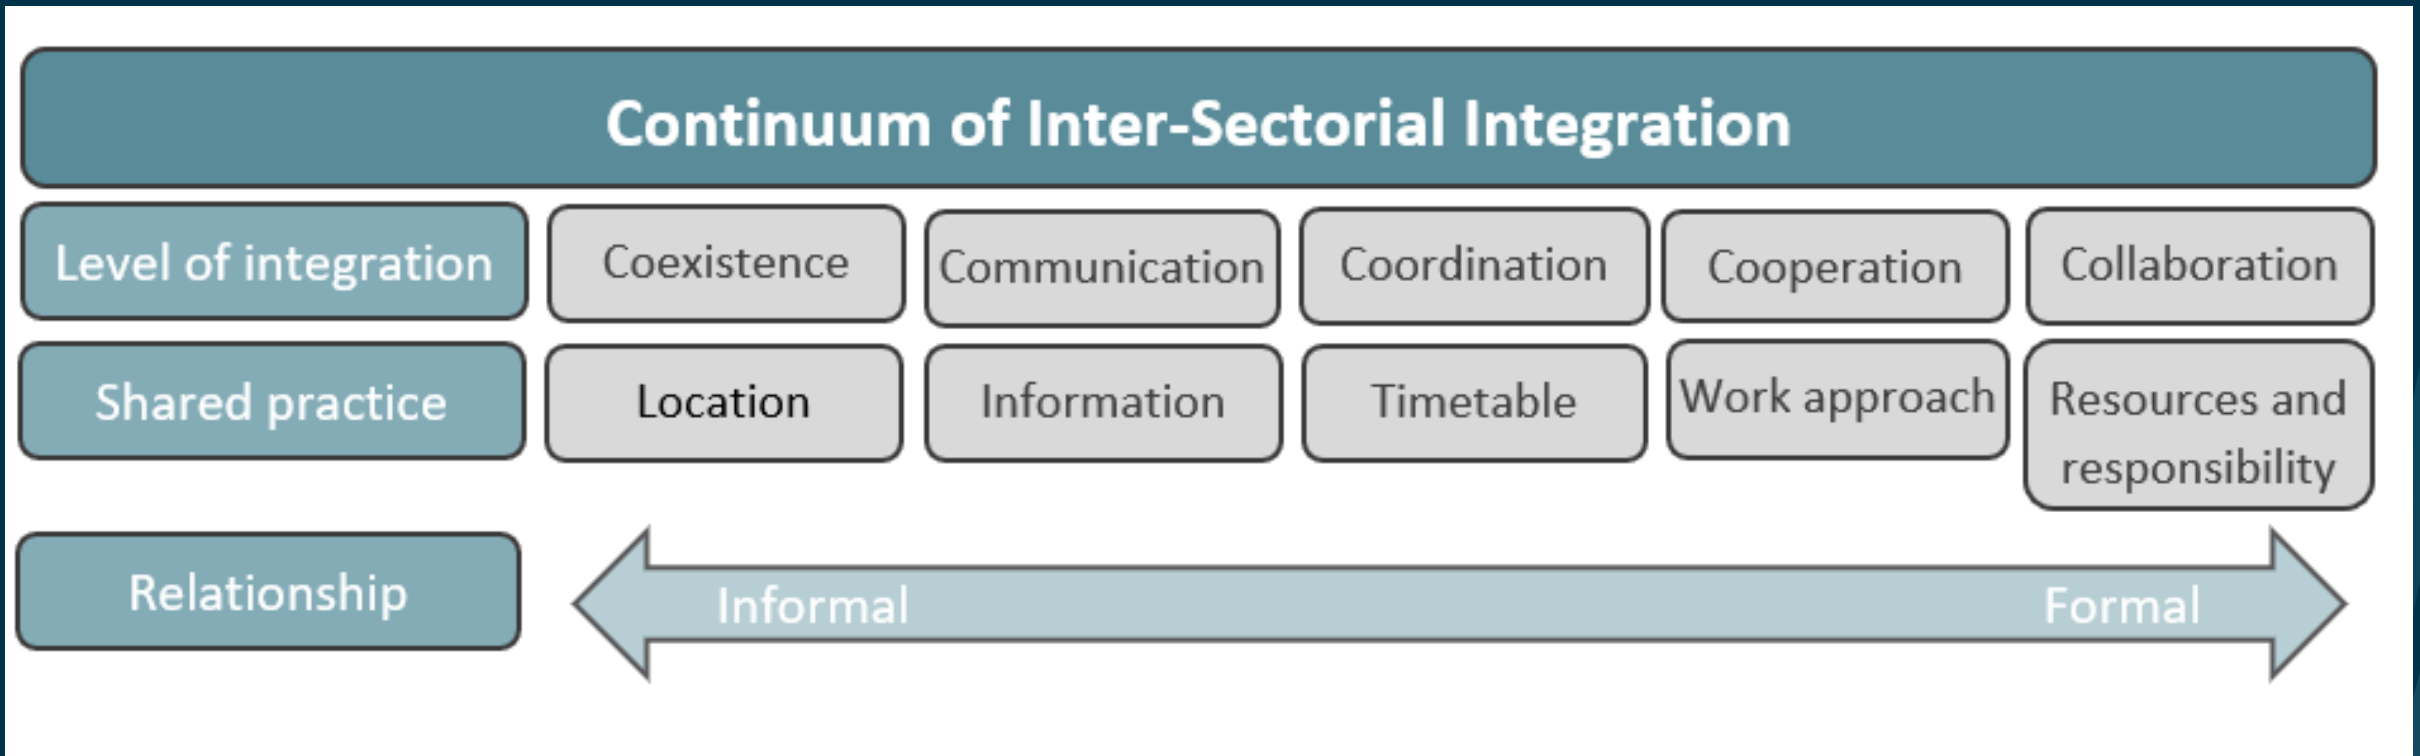 Continuum of Inter-Sectorial Integration
Level of integration
Coexistence
Communication
Coordination
Cooperation
Collaboration
Shared practice
Location
Information
Timetable
Work approach
Resources and
responsibility
Relationship
Informal
Formal